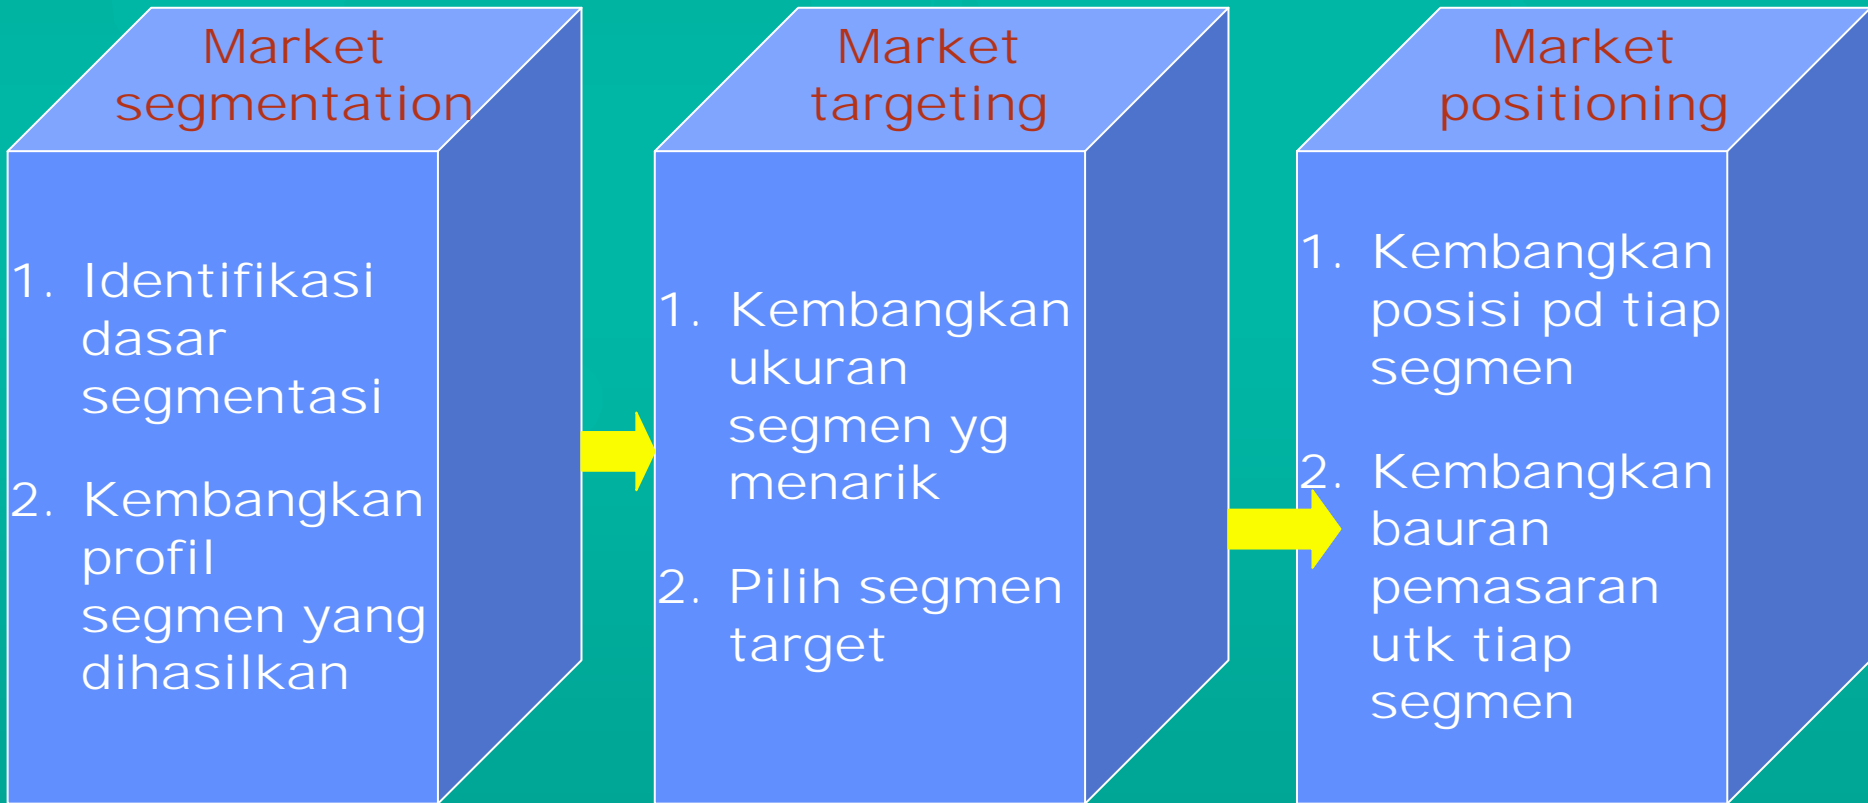 Market
segmentation
1. Identifikasi
dasar
segmentasi
2. Kembangkan
profil
segmen yang
dihasilkan
Market
targeting
1. Kembangkan
ukuran
segmen yg
menarik
2. Pilih segmen
target
Market
positioning
1. Kembangkan
posisi pd tiap
segmen
2. Kembangkan
bauran
pemasaran
utk tiap
segmen